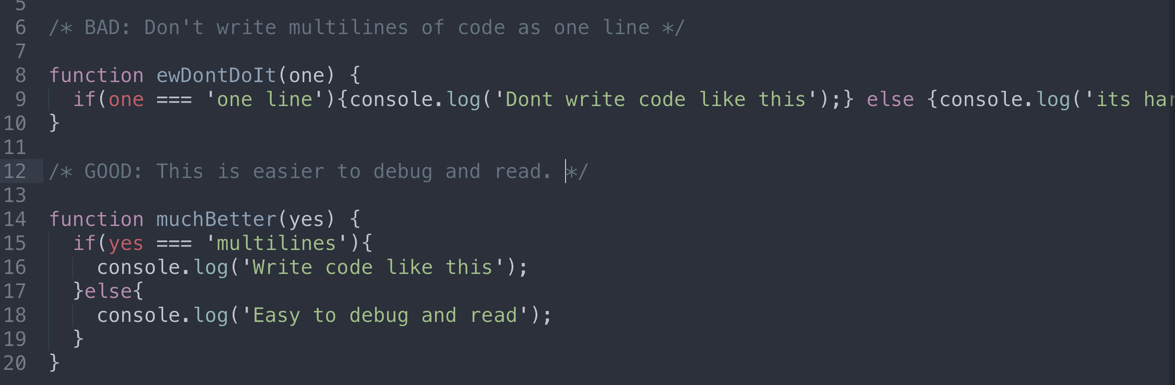 5
6 /* BAD: Don't write multilines of code as one line */
7
8 function ewDontDoIt(one) {
9   if(one === 'one line'){console.log('Dont write code like this');} else {console.log('its
10 }
11
12 /* GOOD: This is easier to debug and read. */
13
14 function muchBetter(yes) {
15   if(yes === 'multilines'){
16     console.log('Write code like this');
17   }else{
18     console.log('Easy to debug and read');
19   }
20 }